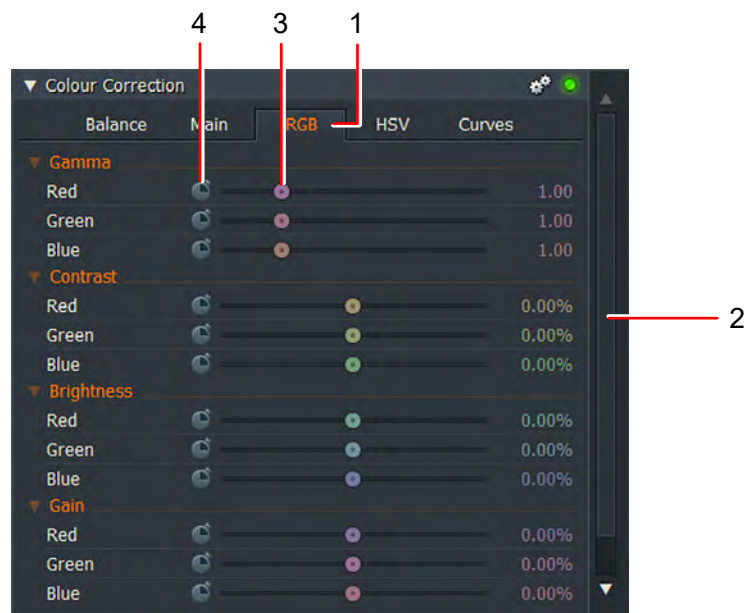 4 3 1
Colour Correction
Balance Main RGB HSV Curves
Gamma
Red 1.00
Green 1.00
Blue 1.00
Contrast
Red 0.00%
Green 0.00%
Blue 0.00%
2
Brightness
Red 0.00%
Green 0.00%
Blue 0.00%
Gain
Red 0.00%
Green 0.00%
Blue 0.00%